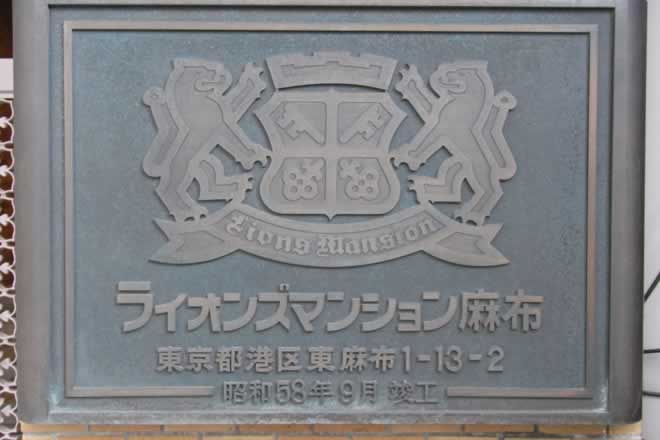 Lions Mansion
ライオンズマンション麻布
東京都港区東麻布1-13-2
昭和58年9月 竣工